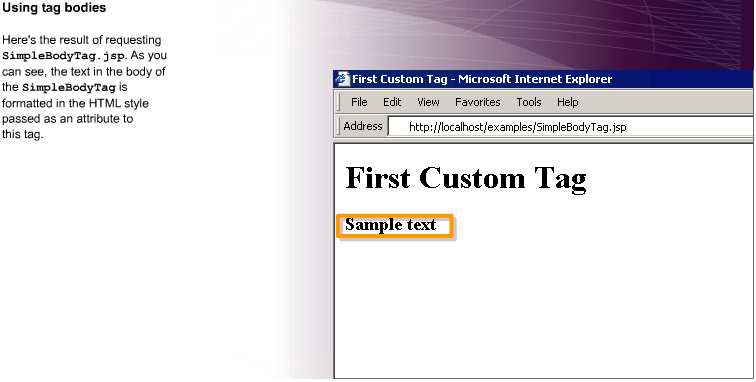 Using tag bodies
Here's the result of requesting
SimpleBodyTag.jsp. As you
can see, the text in the body of
the SimpleBodyTag is
formatted in the HTML style
passed as an attribute to
this tag.
First Custom Tag - Microsoft Internet Explorer
File Edit View Favorites Tools Help
Address http://localhost/examples/SimpleBodyTag.jsp
First Custom Tag
Sample text